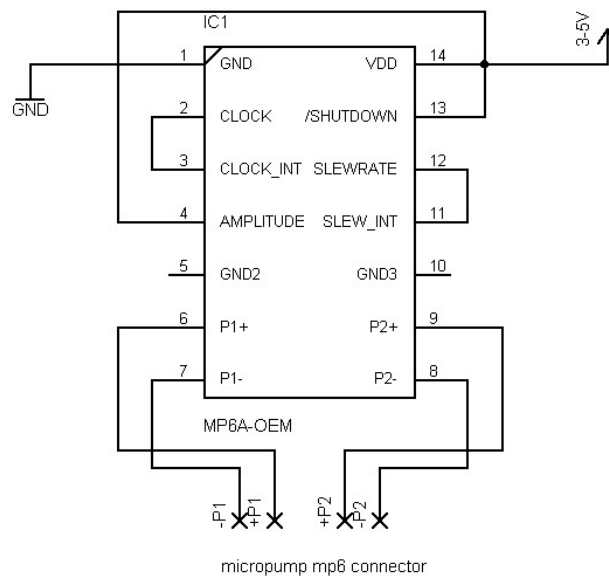 IC1
3-5V
1 GND VDD 14
GND
2 CLOCK /SHUTDOWN 13
3 CLOCK_INT SLEWRATE 12
4 AMPLITUDE SLEW_INT 11
5 GND2 GND3 10
6 P1+ P2+ 9
7 P1- P2- 8
MP6A-OEM
-P1 +P1 +P2 -P2
micropump mp6 connector